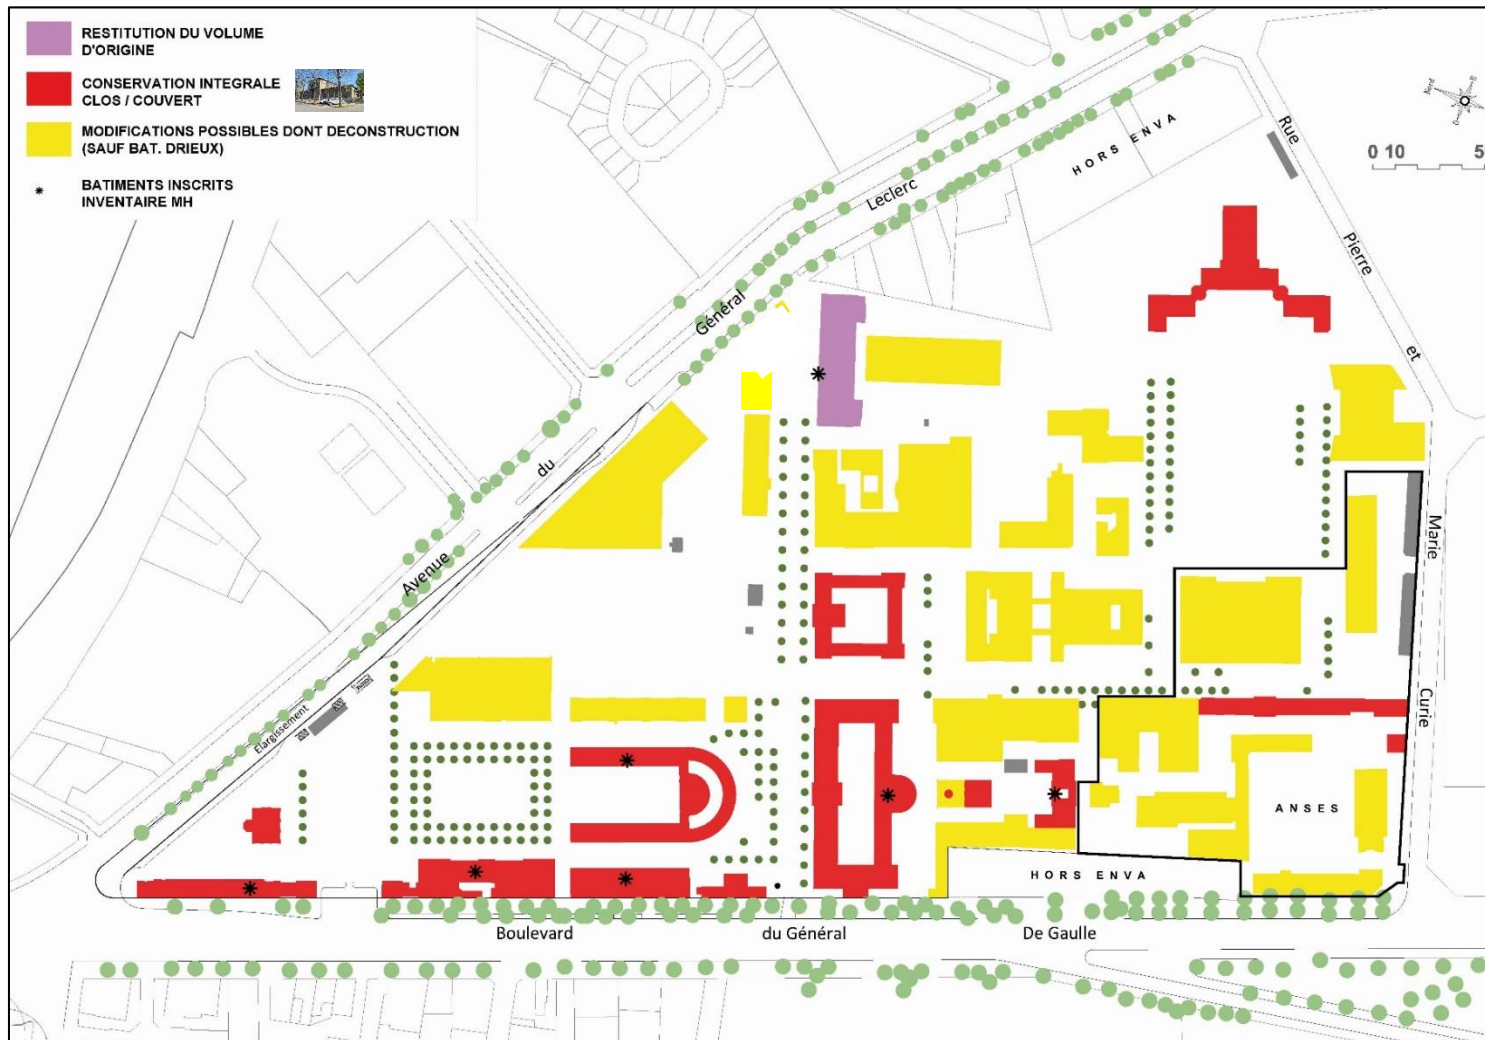 RESTITUTION DU VOLUME
D'ORIGINE
CONSERVATION INTEGRALE
CLOS / COUVERT
MODIFICATIONS POSSIBLES DONT DECONSTRUCTION
(SAUF BAT. DRIEUX)
* BATIMENTS INSCRITS
INVENTAIRE MH
Nord
0 10 5
HORS ENVA
Rue
Pierre
et
Marie
Curie
Leclerc
Général
du
Avenue
Elargissement
ANSES
HORS ENVA
Boulevard du Général De Gaulle